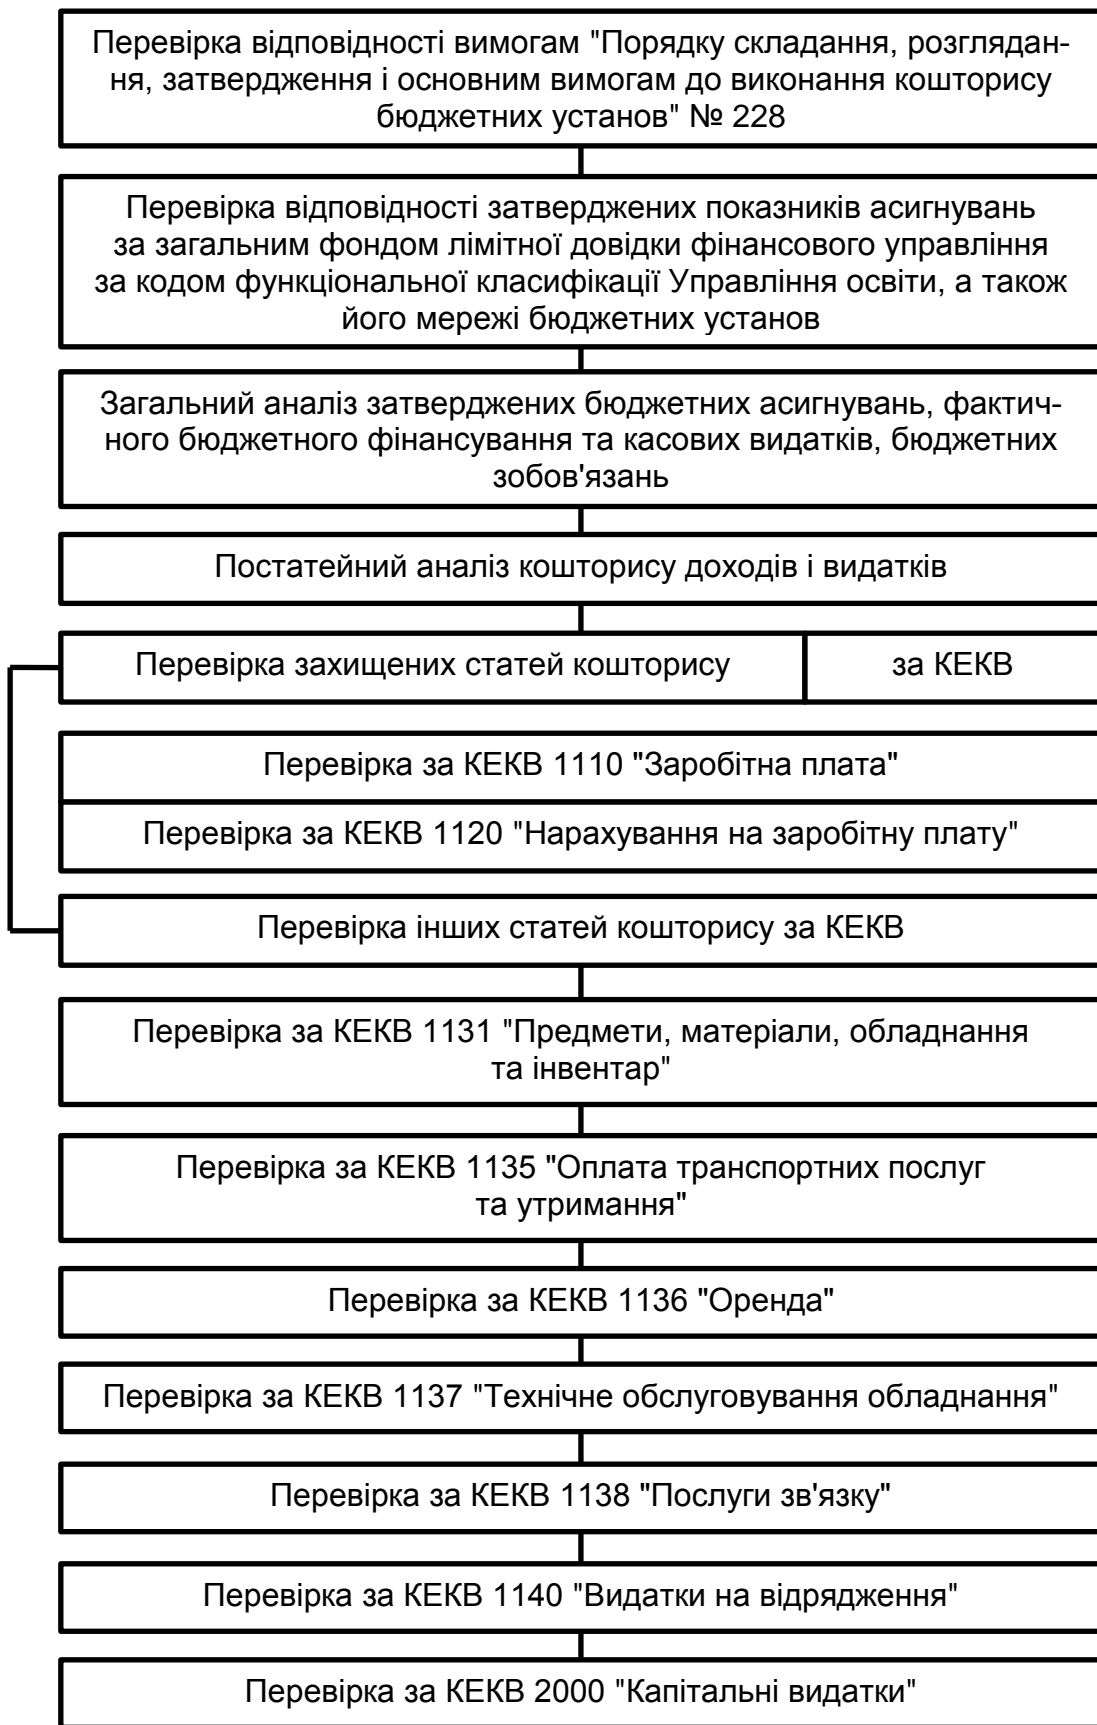 Перевірка відповідності вимогам "Порядку складання, розглядан-
ня, затвердження і основним вимогам до виконання кошторису
бюджетних установ" № 228
Перевірка відповідності затверджених показників асигнувань
за загальним фондом лімітної довідки фінансового управління
за кодом функціональної класифікації Управління освіти, а також
його мережі бюджетних установ
Загальний аналіз затверджених бюджетних асигнувань, фактич-
ного бюджетного фінансування та касових видатків, бюджетних
зобов'язань
Постатейний аналіз кошторису доходів і видатків
Перевірка захищених статей кошторису за КЕКВ
Перевірка за КЕКВ 1110 "Заробітна плата"
Перевірка за КЕКВ 1120 "Нарахування на заробітну плату"
Перевірка інших статей кошторису за КЕКВ
Перевірка за КЕКВ 1131 "Предмети, матеріали, обладнання
та інвентар"
Перевірка за КЕКВ 1135 "Оплата транспортних послуг
та утримання"
Перевірка за КЕКВ 1136 "Оренда"
Перевірка за КЕКВ 1137 "Технічне обслуговування обладнання"
Перевірка за КЕКВ 1138 "Послуги зв'язку"
Перевірка за КЕКВ 1140 "Видатки на відрядження"
Перевірка за КЕКВ 2000 "Капітальні видатки"